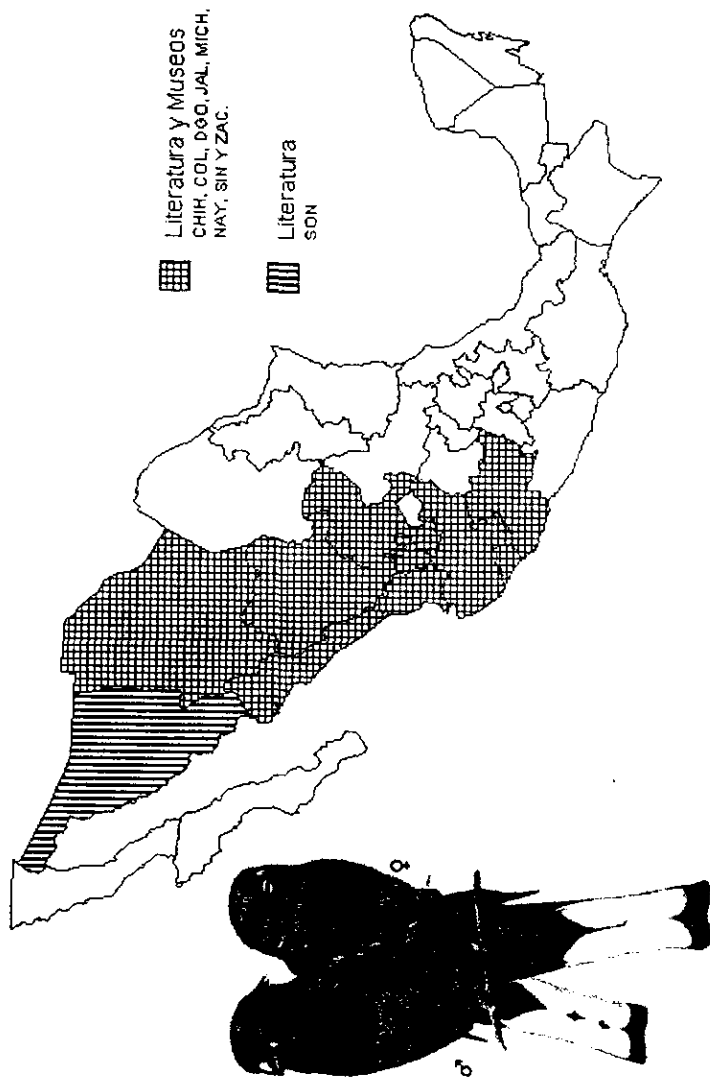 Literatura y Museos
CHIH, COL, DGO, JAL, MICH,
NAY, SIN Y ZAC.
Literatura
SON
♀
♂